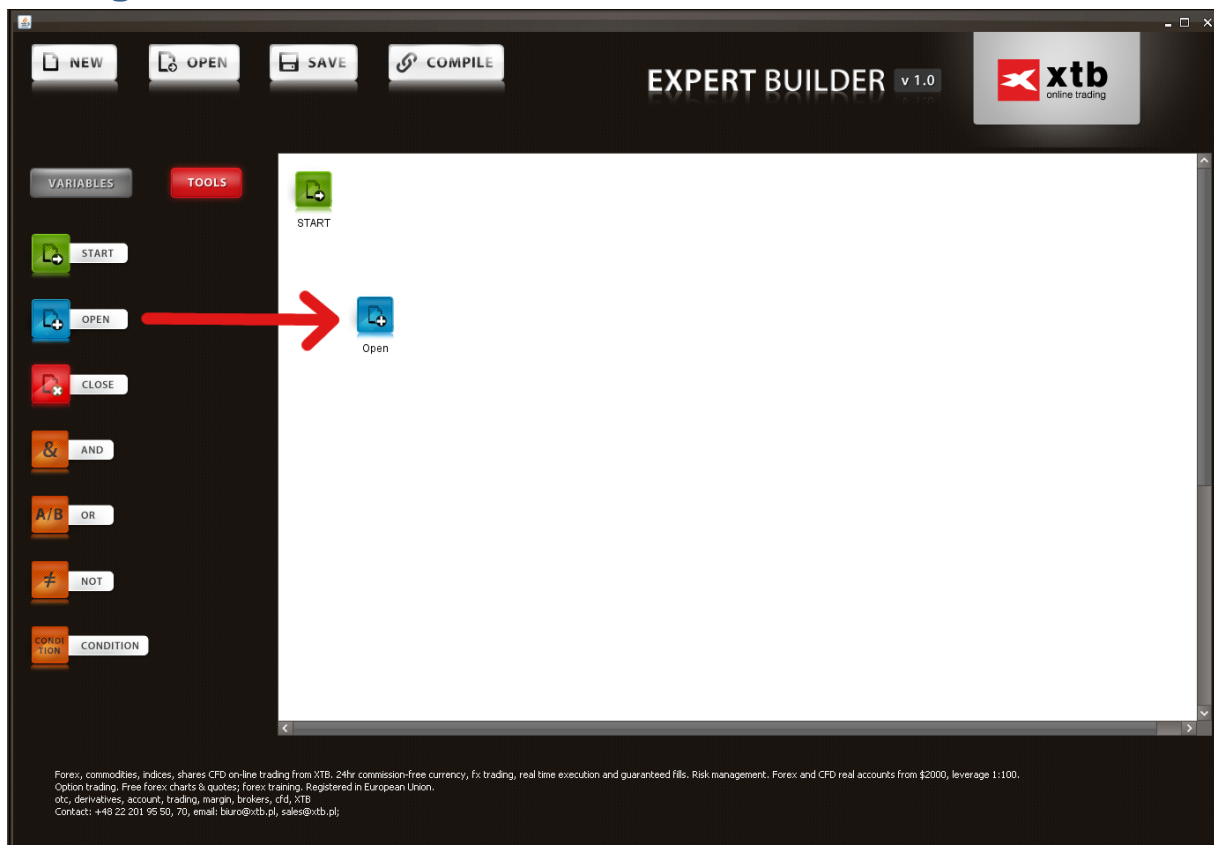 NEW
OPEN
SAVE
COMPILE
EXPERT BUILDER v 1.0
xtb
online trading
VARIABLES
TOOLS
START
OPEN
CLOSE
& AND
A/B OR
≠ NOT
CONDI
TION
CONDITION
START
Open
Forex, commodities, indices, shares CFD on-line trading from XTB. 24hr commission-free currency, fx trading, real time execution and guaranteed fills. Risk management. Forex and CFD real accounts from $2000, leverage 1:100.
Option trading. Free forex charts & quotes; forex training. Registered in European Union.
otc, derivatives, account, trading, margin, brokers, cfd, XTB
Contact: +48 22 201 95 50, 70, email: biuro@xtb.pl, sales@xtb.pl;